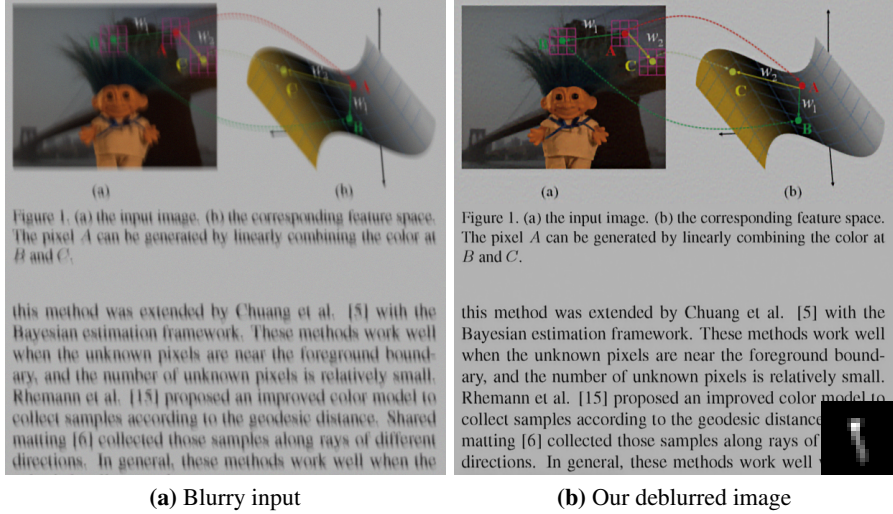 W1
B
A
W2
C
C
W2
A
W1
B
(a)
(b)
Figure 1. (a) the input image. (b) the corresponding feature space.
The pixel A can be generated by linearly combining the color at
B and C.
this method was extended by Chuang et al. [5] with the
Bayesian estimation framework. These methods work well
when the unknown pixels are near the foreground bound-
ary, and the number of unknown pixels is relatively small.
Rhemann et al. [15] proposed an improved color model to
collect samples according to the geodesic distance. Shared
matting [6] collected those samples along rays of different
directions. In general, these methods work well when the
(a) Blurry input
W1
B
A
W2
C
C
W2
A
W1
B
(a)
(b)
Figure 1. (a) the input image. (b) the corresponding feature space.
The pixel A can be generated by linearly combining the color at
B and C.
this method was extended by Chuang et al. [5] with the
Bayesian estimation framework. These methods work well
when the unknown pixels are near the foreground bound-
ary, and the number of unknown pixels is relatively small.
Rhemann et al. [15] proposed an improved color model to
collect samples according to the geodesic distance
matting [6] collected those samples along rays of
directions. In general, these methods work well
(b) Our deblurred image